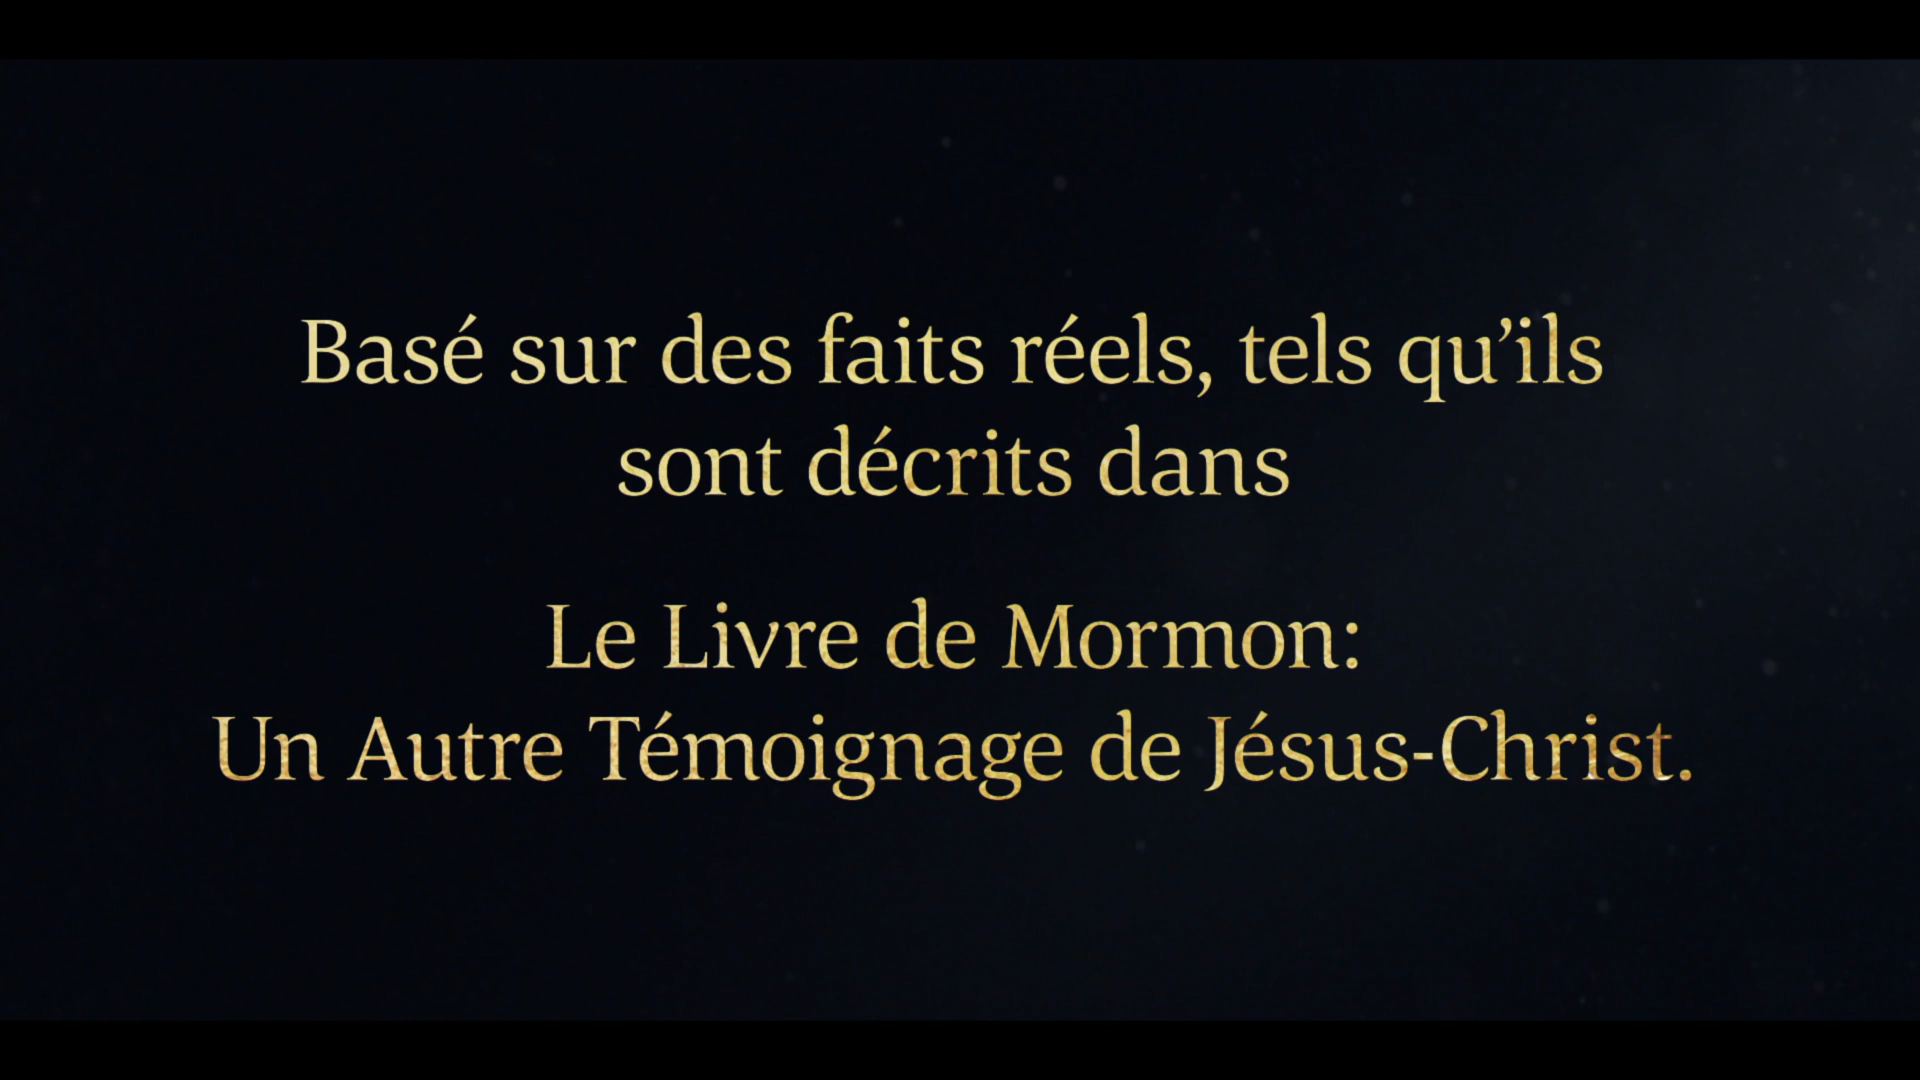 Basé sur des faits réels, tels qu’ils
sont décrits dans
Le Livre de Mormon:
Un Autre Témoignage de Jésus-Christ.